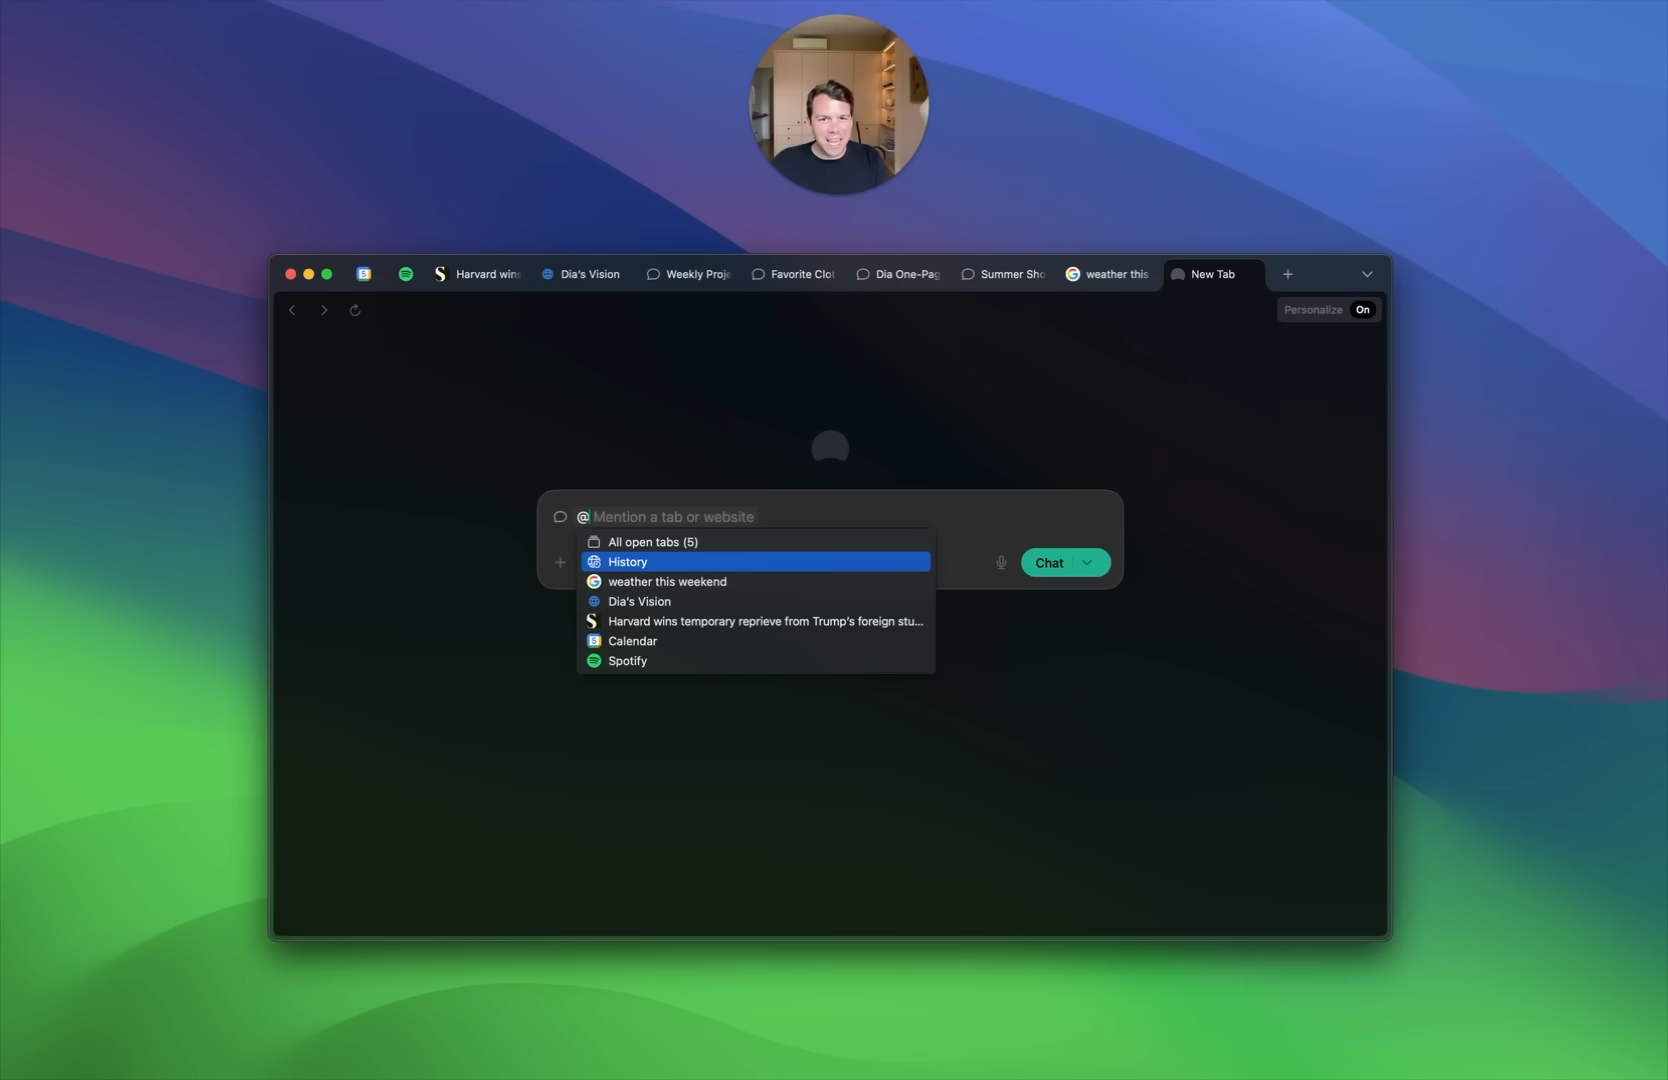 5 Harvard wins Dia's Vision Weekly Proje Favorite Clot Dia One-Pag Summer Sho weather this New Tab
Personalize On
@ Mention a tab or website
All open tabs (5)
History
Chat
weather this weekend
Dia's Vision
Harvard wins temporary reprieve from Trump's foreign stu...
5 Calendar
Spotify